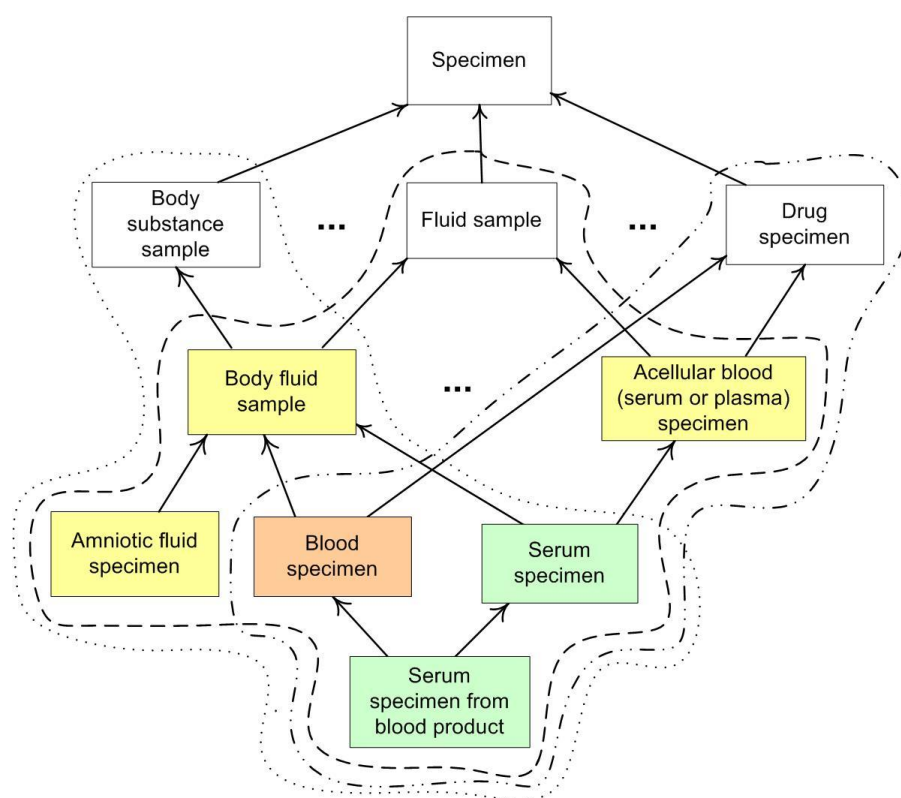 Specimen
Body
substance
sample
...
Fluid sample
...
Drug
specimen
Body fluid
sample
...
Acellular blood
(serum or plasma)
specimen
Amniotic fluid
specimen
Blood
specimen
Serum
specimen
Serum
specimen from
blood product